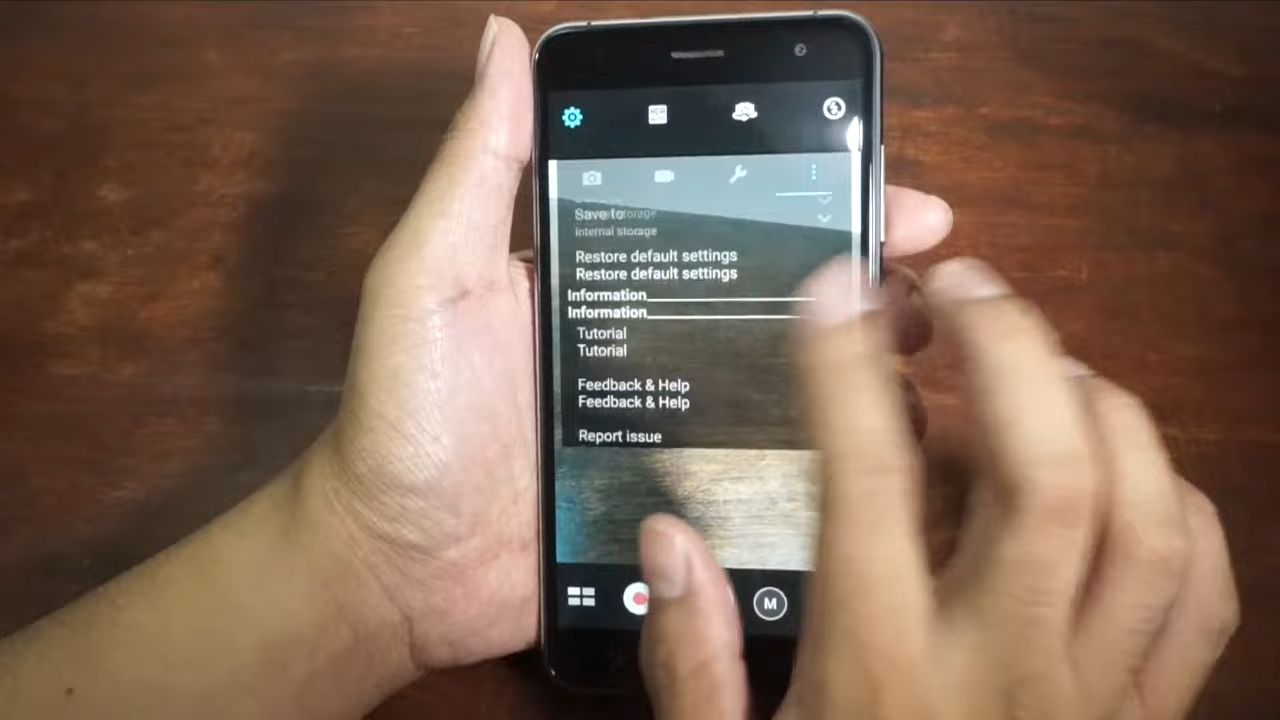 HDR
Save to
Internal storage
Restore default settings
Restore default settings
Information
Information
Tutorial
Tutorial
Feedback & Help
Feedback & Help
Report issue
M